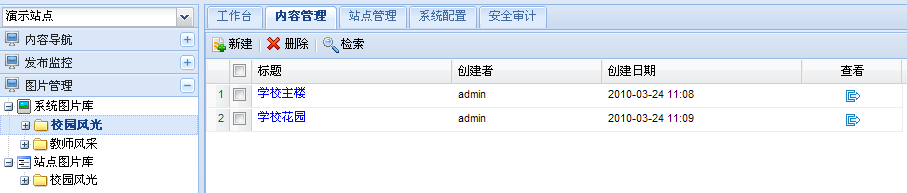 演示站点
内容导航
发布监控
图片管理
系统图片库
校园风光
教师风采
站点图片库
校园风光
工作台 内容管理 站点管理 系统配置 安全审计
新建 删除 检索
标题 创建者 创建日期 查看
1 学校主楼 admin 2010-03-24 11:08
2 学校花园 admin 2010-03-24 11:09